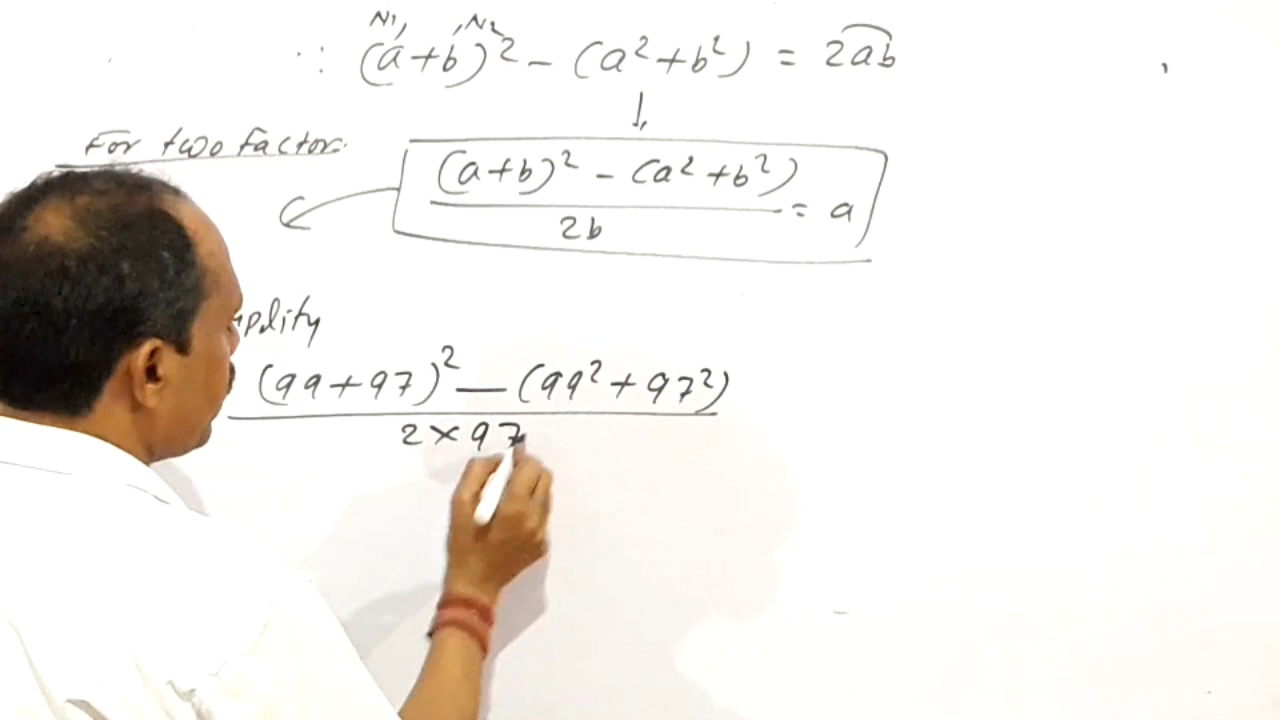 N1, ,N2
∵ (a+b)² - (a²+b²) = 2ab
For two factor.
(a+b)² - (a²+b²)
2b
= a
(99+97)² - (99²+97²)
2×97